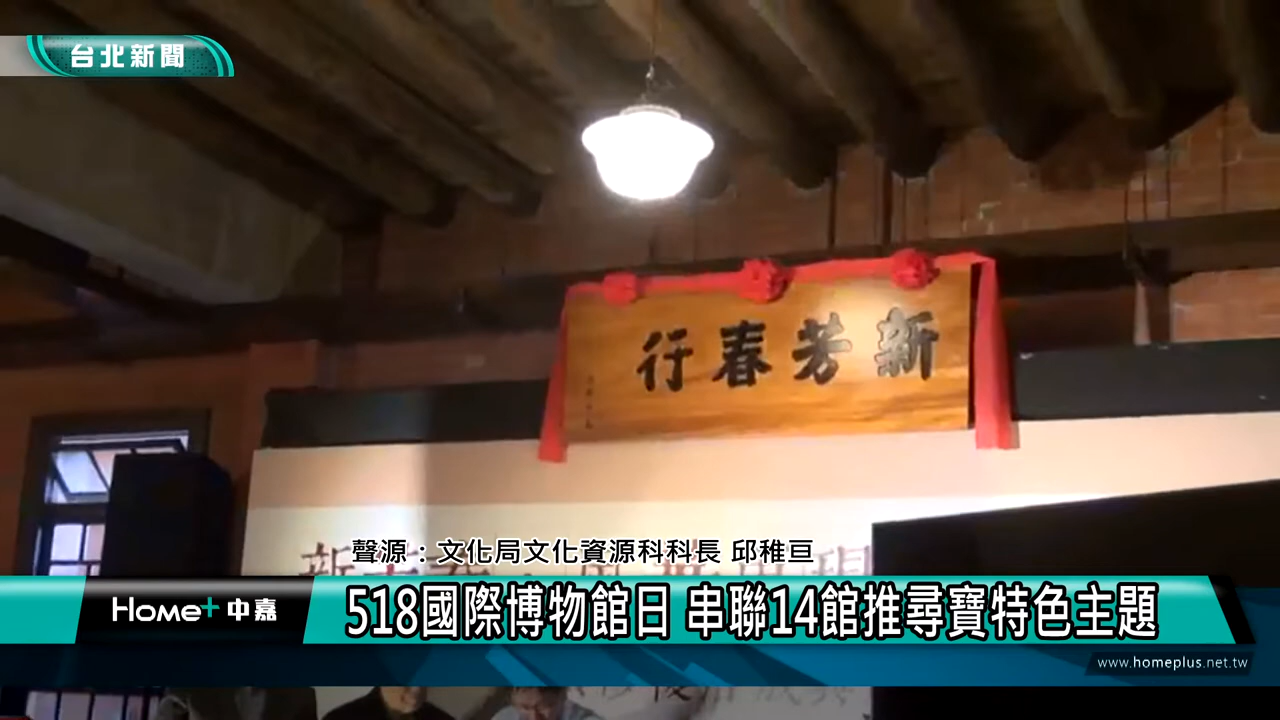 台北新聞
新芳春行
聲源：文化局文化資源科科長 邱稚亘
Home+ 中嘉
518國際博物館日 串聯14館推尋寶特色主題
www.homeplus.net.tw